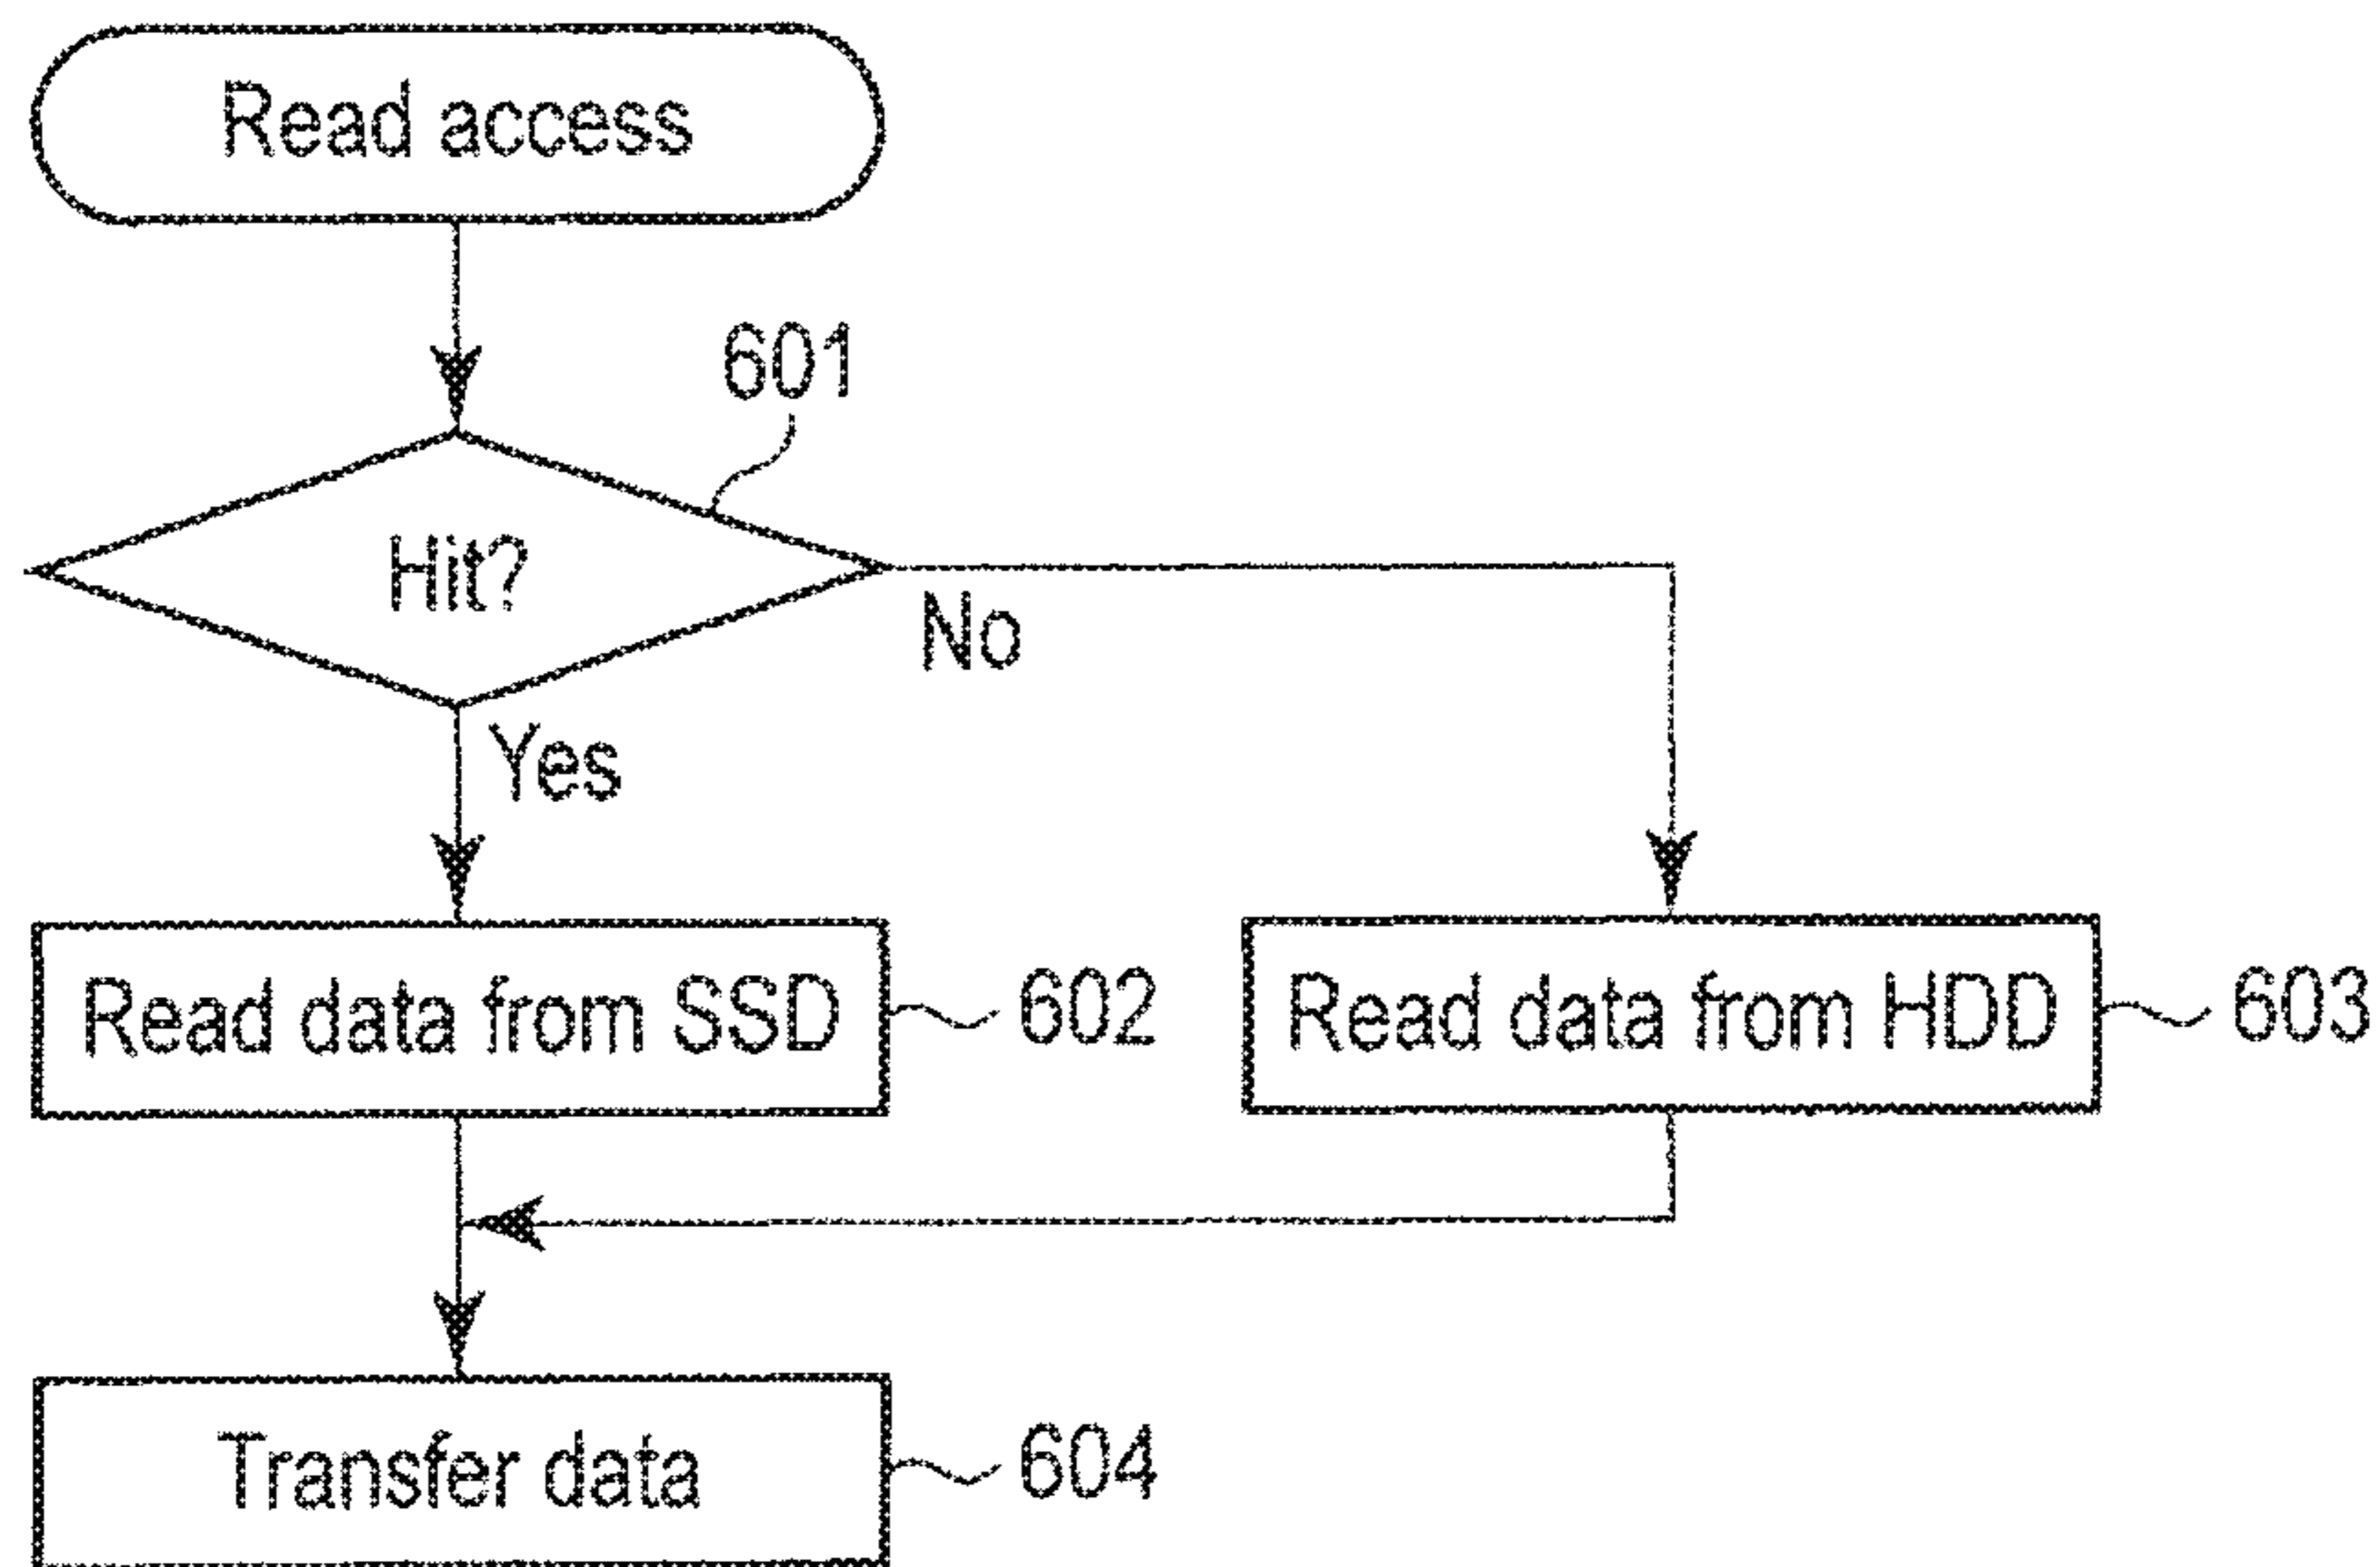 Read access
601
Hit?
No
Yes
Read data from SSD
602
Read data from HDD
603
Transfer data
604